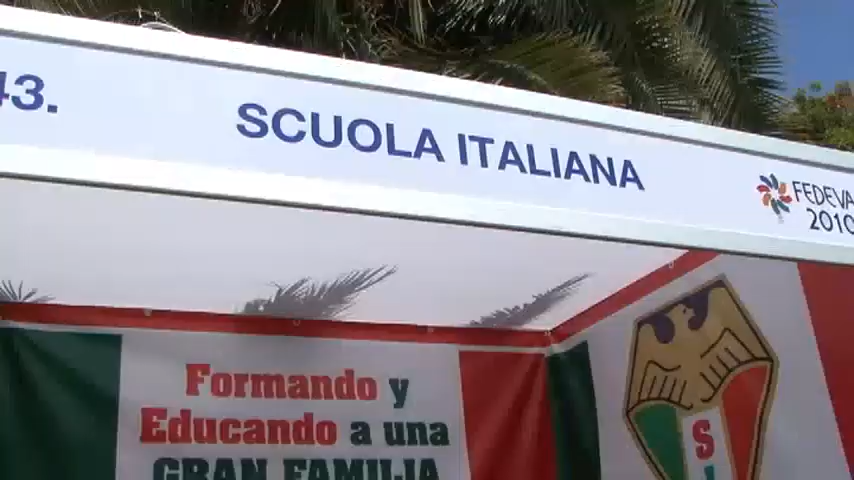 43.
SCUOLA ITALIANA
FEDEVA
2010
Formando y
Educando a una
GRAN FAMILIA
S
I